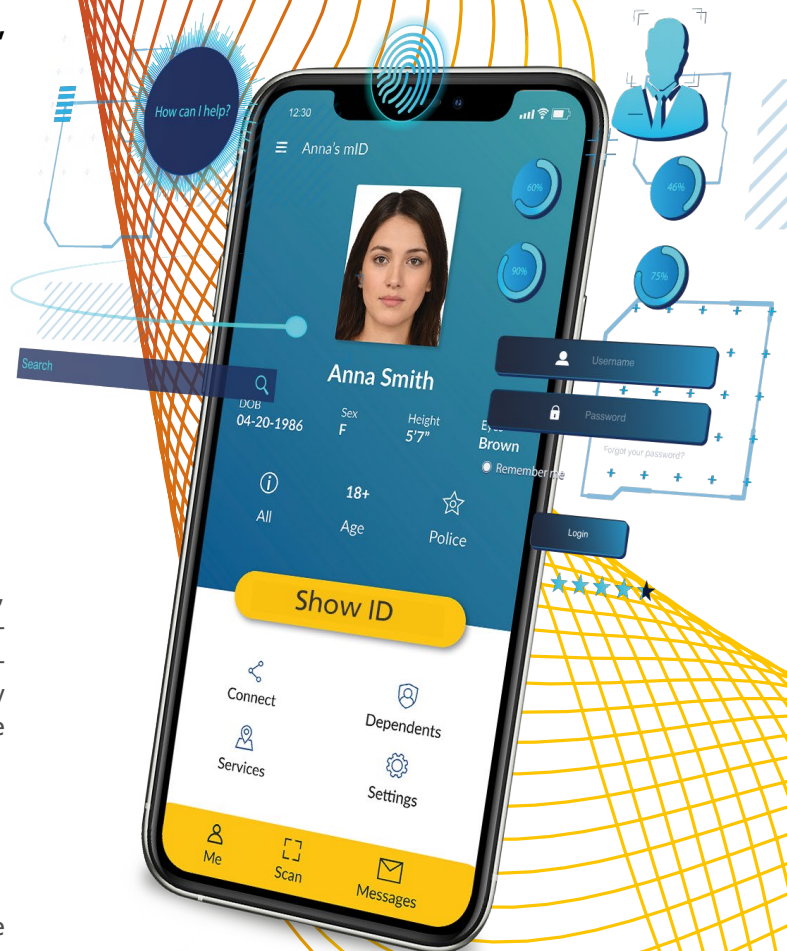 How can I help?
12:30
Anna's mID
60%
46%
90%
75%
Search
Username
Anna Smith
Password
DOB
04-20-1986
Sex
F
Height
5'7"
Brown
Forgot your password?
Remember me
All
18+
Age
Police
Login
Show ID
Connect
Dependents
Services
Settings
Me
Scan
Messages